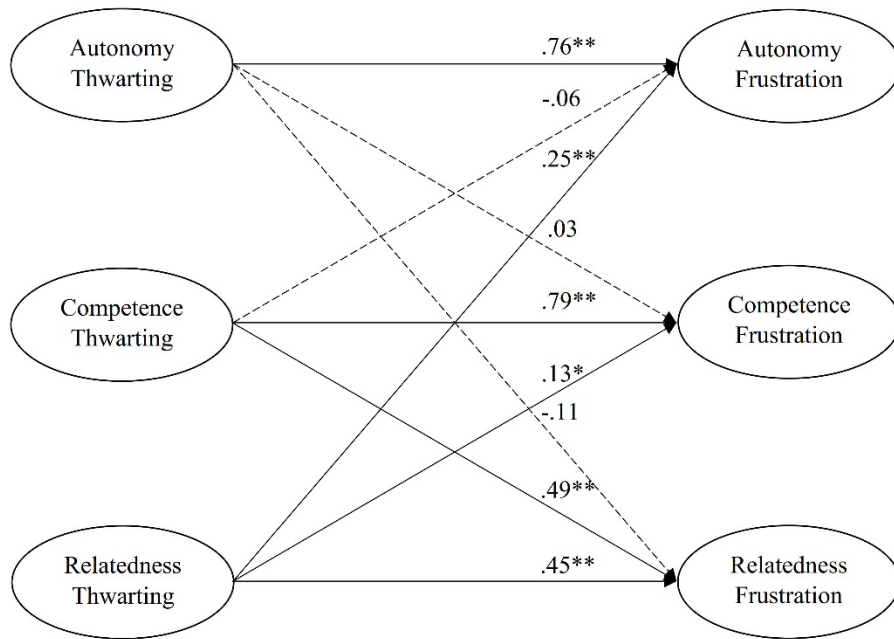 Autonomy
Thwarting
.76**
Autonomy
Frustration
-.06
.25**
.03
Competence
Thwarting
.79**
Competence
Frustration
.13*
-.11
.49**
Relatedness
Thwarting
.45**
Relatedness
Frustration